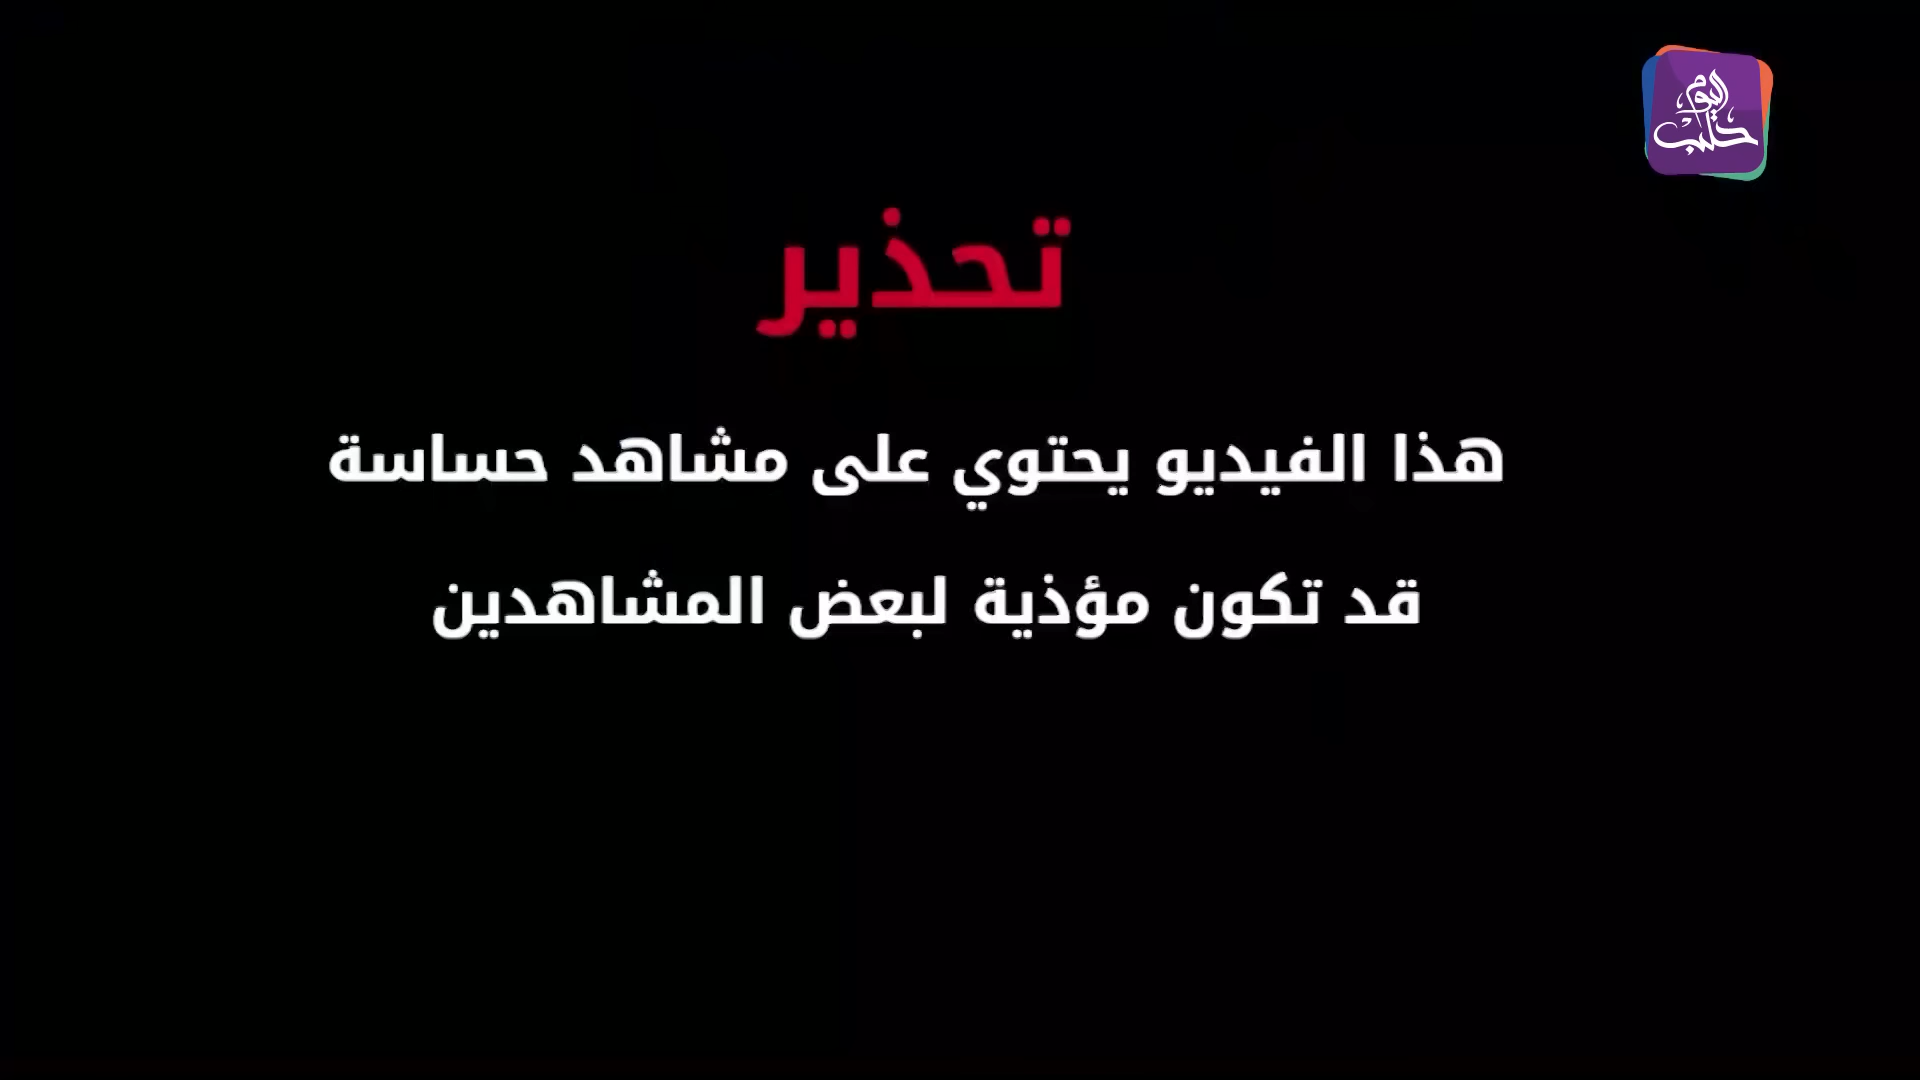 حلب اليوم
تحذير
هذا الفيديو يحتوي على مشاهد حساسة
قد تكون مؤذية لبعض المشاهدين